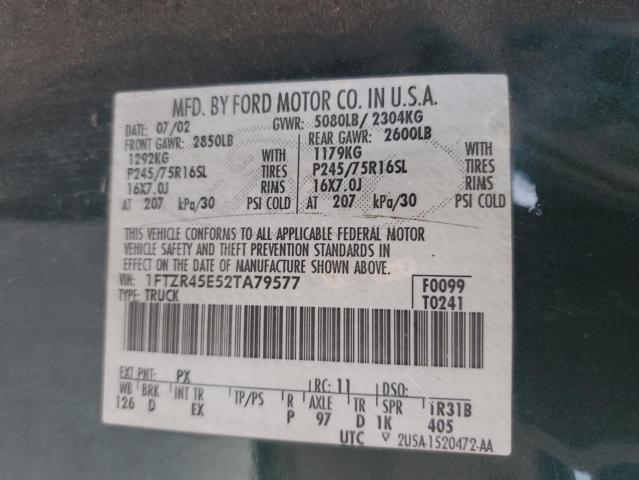 MFD. BY FORD MOTOR CO. IN U.S.A.
DATE: 07/02 GVWR: 5080LB/ 2304KG
FRONT GAWR: 2850LB REAR GAWR: 2600LB
1292KG WITH 1179KG WITH
P245/75R16SL TIRES P245/75R16SL TIRES
16X7.0J RIMS 16X7.0J RIMS
AT 207 kPa/30 PSI COLD AT 207 kPa/30 PSI COLD
THIS VEHICLE CONFORMS TO ALL APPLICABLE FEDERAL MOTOR
VEHICLE SAFETY AND THEFT PREVENTION STANDARDS IN
EFFECT ON THE DATE OF MANUFACTURE SHOWN ABOVE.
VIN: 1FTZR45E52TA79577 F0099
TYPE: TRUCK T0241
EXT PNT: PX RC: 11 DSO:
WB BRK INT TR TP/PS R AXLE TR SPR 1R31B
126 D EX P 97 D 1K 405
UTC ▽ 2USA-1520472-AA